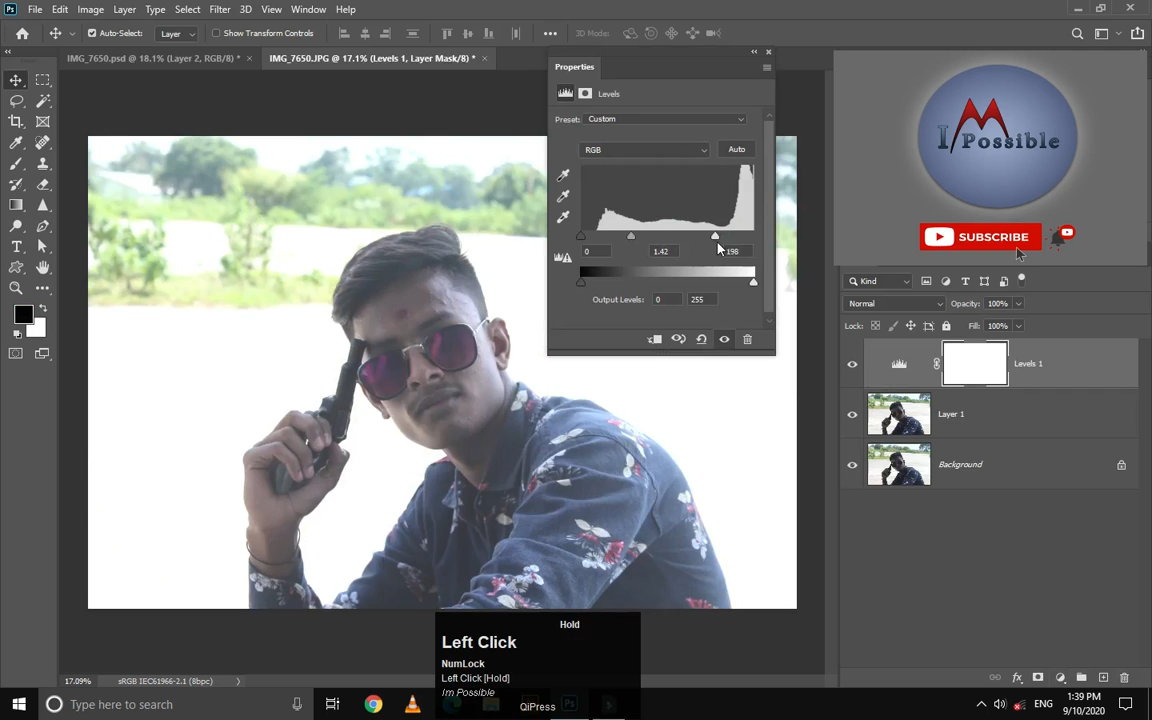 Ps File Edit Image Layer Type Select Filter 3D View Window Help
Auto-Select: Layer Show Transform Controls 3D Mode:
IMG_7650.psd @ 18.1% (Layer 2, RGB/8) * × IMG_7650.JPG @ 17.1% (Levels 1, Layer Mask/8) * ×
Properties
Levels
Preset: Custom
RGB Auto
0 1.42 198
Output Levels: 0 255
I M Possible
SUBSCRIBE
Kind
Normal Opacity: 100%
Lock: Fill: 100%
Levels 1
Layer 1
Background
Hold
Left Click
NumLock
Left Click [Hold]
Im Possible
QiPress
17.09% sRGB IEC61966-2.1 (8bpc)
Type here to search
ENG
1:39 PM
9/10/2020